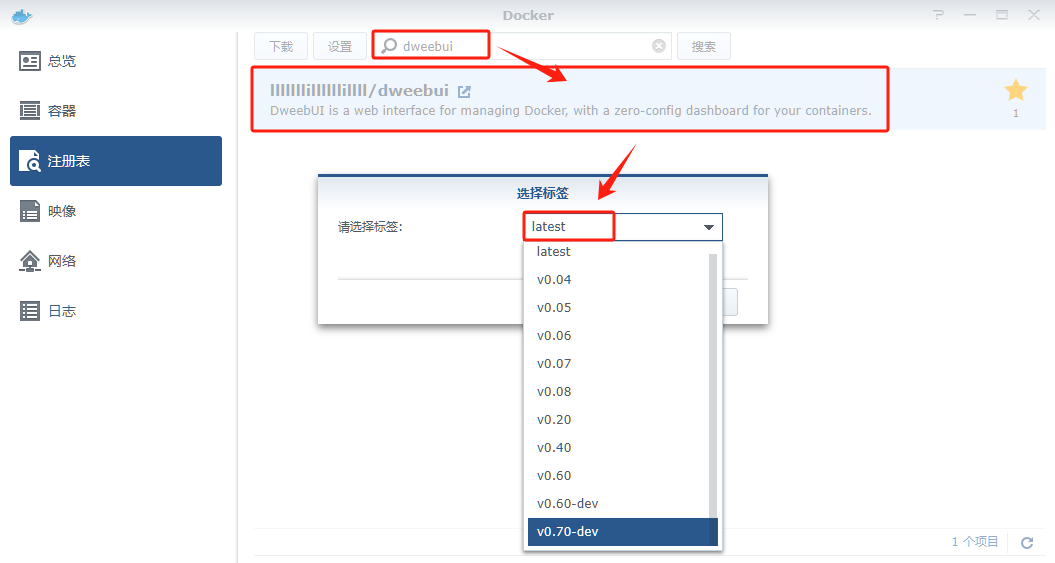 Docker
总览
容器
注册表
映像
网络
日志
下载 设置 dweebui 搜索
/dweebui
DweebUI is a web interface for managing Docker, with a zero-config dashboard for your containers.
1
选择标签
请选择标签: latest
latest
v0.04
v0.05
v0.06
v0.07
v0.08
v0.20
v0.40
v0.60
v0.60-dev
v0.70-dev
1 个项目